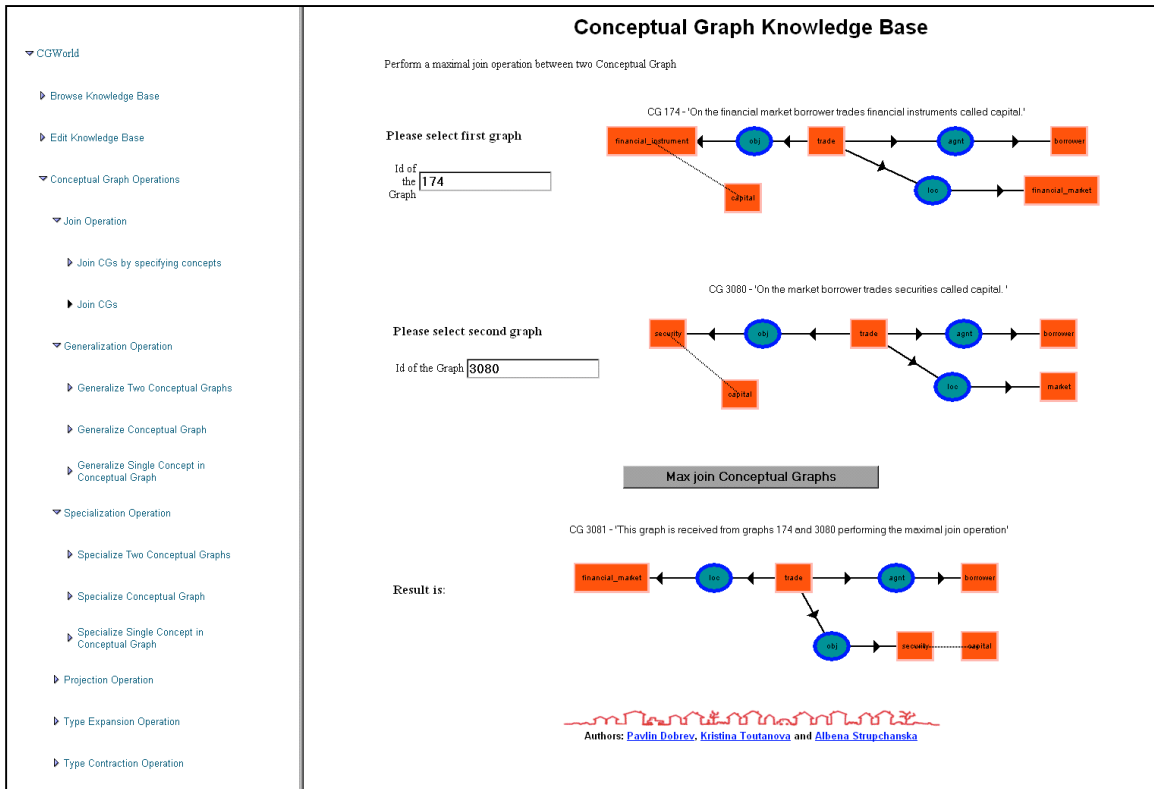 CGWorld
Browse Knowledge Base
Edit Knowledge Base
Conceptual Graph Operations
Join Operation
Join CGs by specifying concepts
Join CGs
Generalization Operation
Generalize Two Conceptual Graphs
Generalize Conceptual Graph
Generalize Single Concept in
Conceptual Graph
Specialization Operation
Specialize Two Conceptual Graphs
Specialize Conceptual Graph
Specialize Single Concept in
Conceptual Graph
Projection Operation
Type Expansion Operation
Type Contraction Operation
Conceptual Graph Knowledge Base
Perform a maximal join operation between two Conceptual Graph
Please select first graph
Id of
the
Graph
174
CG 174 - 'On the financial market borrower trades financial instruments called capital.'
financial_instrument obj trade agnt borrower
capital loc financial_market
Please select second graph
Id of the Graph 3080
CG 3080 - 'On the market borrower trades securities called capital. '
security obj trade agnt borrower
capital loc market
Max join Conceptual Graphs
CG 3081 - 'This graph is received from graphs 174 and 3080 performing the maximal join operation'
Result is:
financial_market loc trade agnt borrower
obj security capital
Authors: Pavlin Dobrev, Kristina Toutanova and Albena Strupchanska